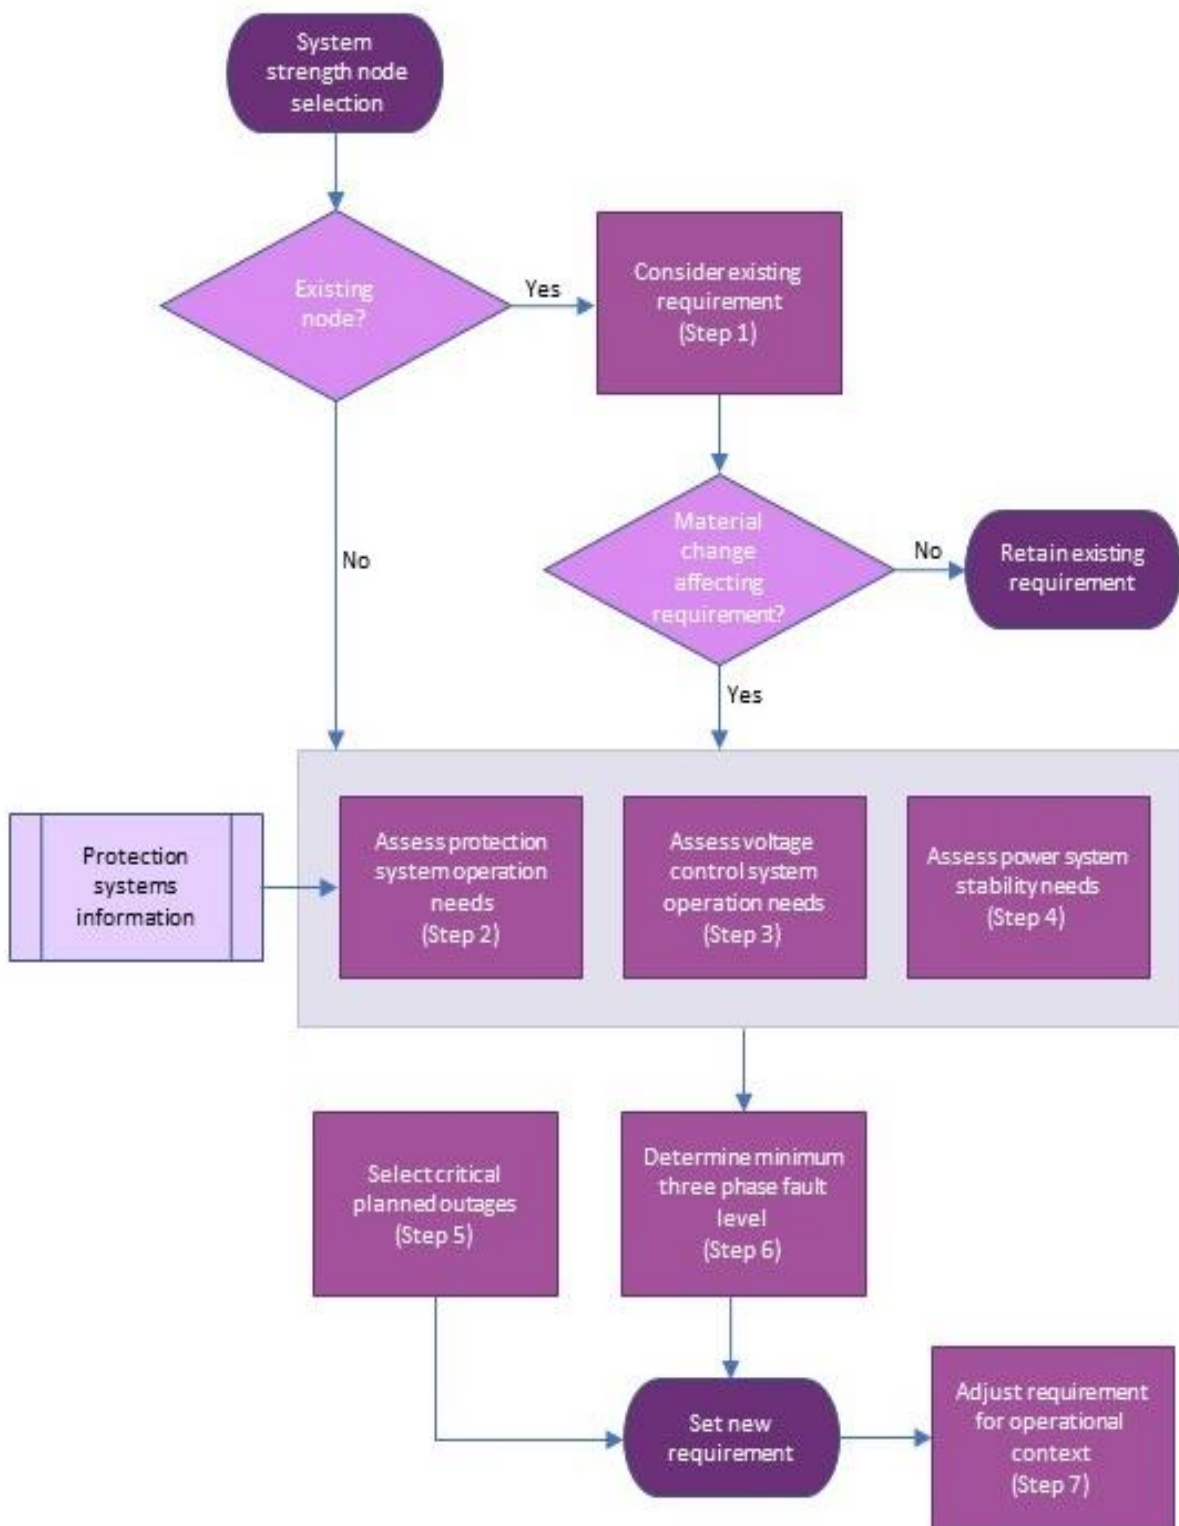 System
strength node
selection
Existing
node?
Yes
Consider existing
requirement
(Step 1)
No
Material
change
affecting
requirement?
No
Retain existing
requirement
Yes
Protection
systems
information
Assess protection
system operation
needs
(Step 2)
Assess voltage
control system
operation needs
(Step 3)
Assess power system
stability needs
(Step 4)
Select critical
planned outages
(Step 5)
Determine minimum
three phase fault
level
(Step 6)
Set new
requirement
Adjust requirement
for operational
context
(Step 7)